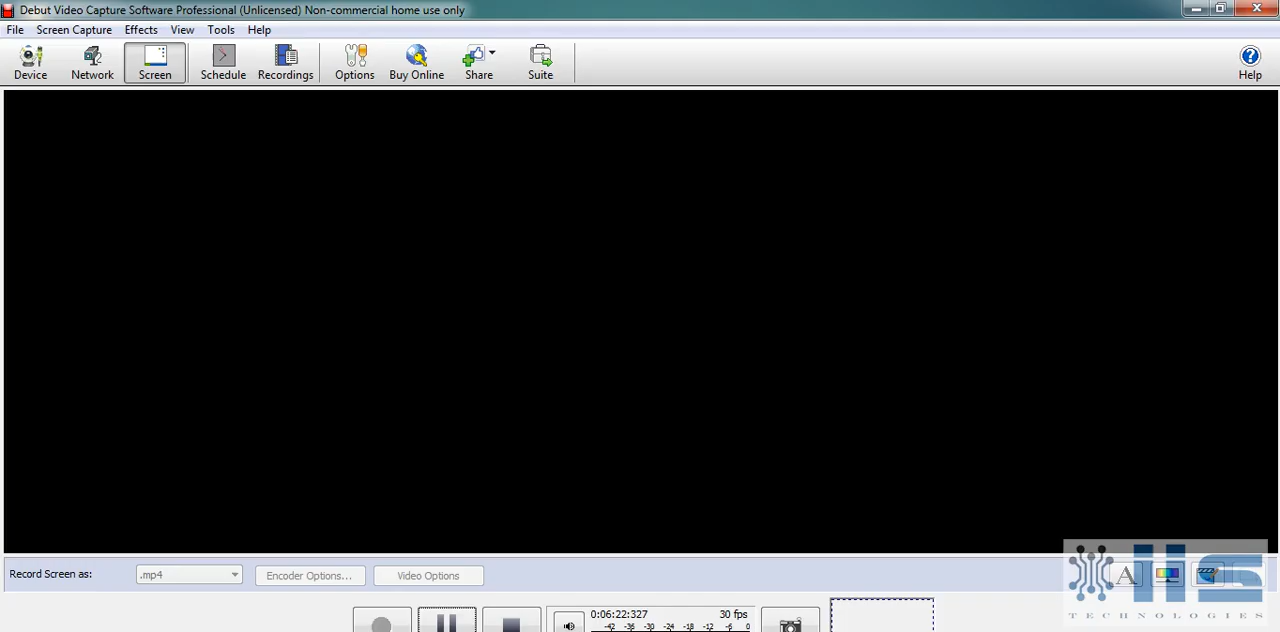 Debut Video Capture Software Professional (Unlicensed) Non-commercial home use only
File Screen Capture Effects View Tools Help
Device Network Screen Schedule Recordings Options Buy Online Share Suite Help
Record Screen as: .mp4 Encoder Options... Video Options
A
IIS
TECHNOLOGIES
0:06:22:327 30 fps
-42 -36 -30 -24 -18 -12 -6 0